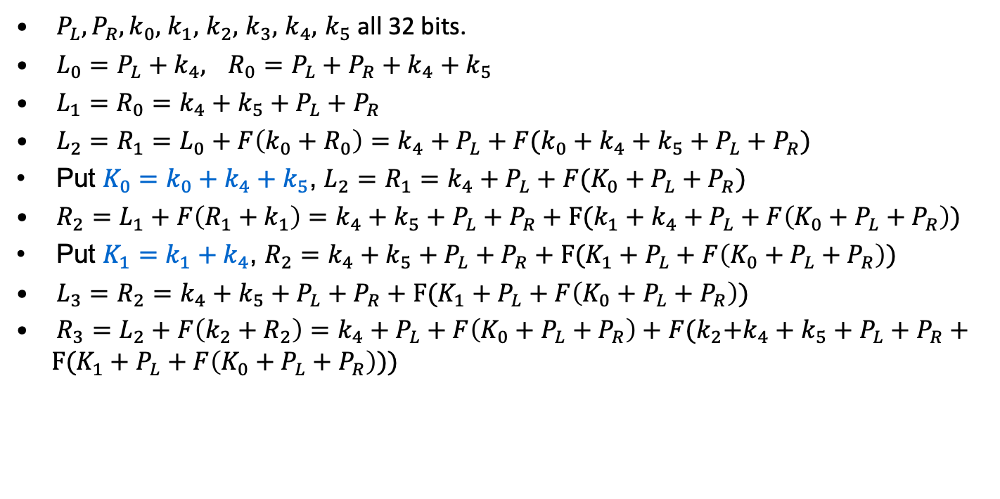 • P_L, P_R, k_0, k_1, k_2, k_3, k_4, k_5 all 32 bits.
• L_0 = P_L + k_4, R_0 = P_L + P_R + k_4 + k_5
• L_1 = R_0 = k_4 + k_5 + P_L + P_R
• L_2 = R_1 = L_0 + F(k_0 + R_0) = k_4 + P_L + F(k_0 + k_4 + k_5 + P_L + P_R)
• Put K_0 = k_0 + k_4 + k_5, L_2 = R_1 = k_4 + P_L + F(K_0 + P_L + P_R)
• R_2 = L_1 + F(R_1 + k_1) = k_4 + k_5 + P_L + P_R + F(k_1 + k_4 + P_L + F(K_0 + P_L + P_R))
• Put K_1 = k_1 + k_4, R_2 = k_4 + k_5 + P_L + P_R + F(K_1 + P_L + F(K_0 + P_L + P_R))
• L_3 = R_2 = k_4 + k_5 + P_L + P_R + F(K_1 + P_L + F(K_0 + P_L + P_R))
• R_3 = L_2 + F(k_2 + R_2) = k_4 + P_L + F(K_0 + P_L + P_R) + F(k_2+k_4 + k_5 + P_L + P_R +
F(K_1 + P_L + F(K_0 + P_L + P_R)))